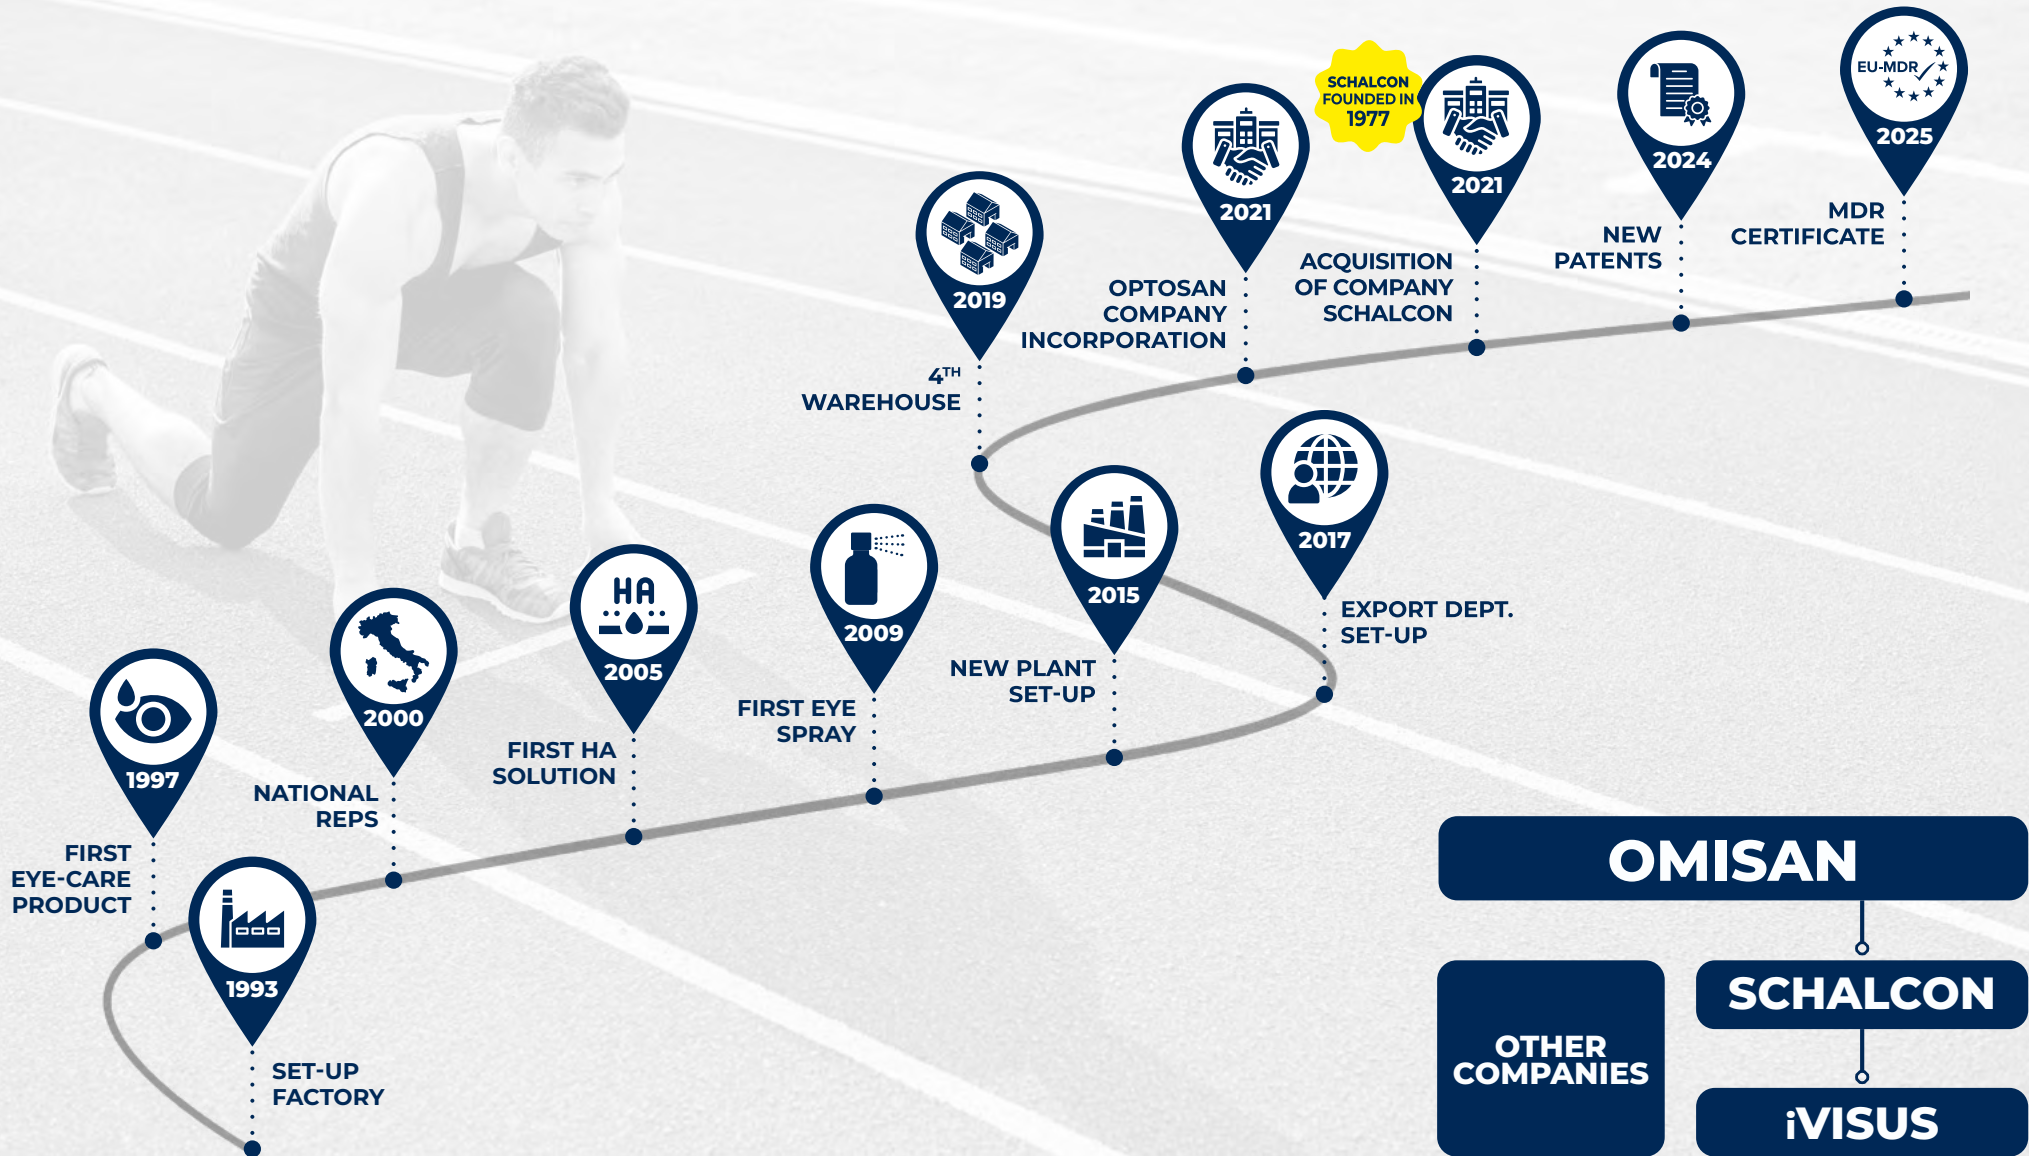 1993
SET-UP
FACTORY
1997
FIRST
EYE-CARE
PRODUCT
2000
NATIONAL
REPS
HA
2005
FIRST HA
SOLUTION
2009
FIRST EYE
SPRAY
2015
NEW PLANT
SET-UP
2017
EXPORT DEPT.
SET-UP
2019
4TH
WAREHOUSE
2021
OPTOSAN
COMPANY
INCORPORATION
SCHALCON
FOUNDED IN
1977
2021
ACQUISITION
OF COMPANY
SCHALCON
2024
NEW
PATENTS
EU-MDR
2025
MDR
CERTIFICATE
OMISAN
OTHER
COMPANIES
SCHALCON
iVISUS